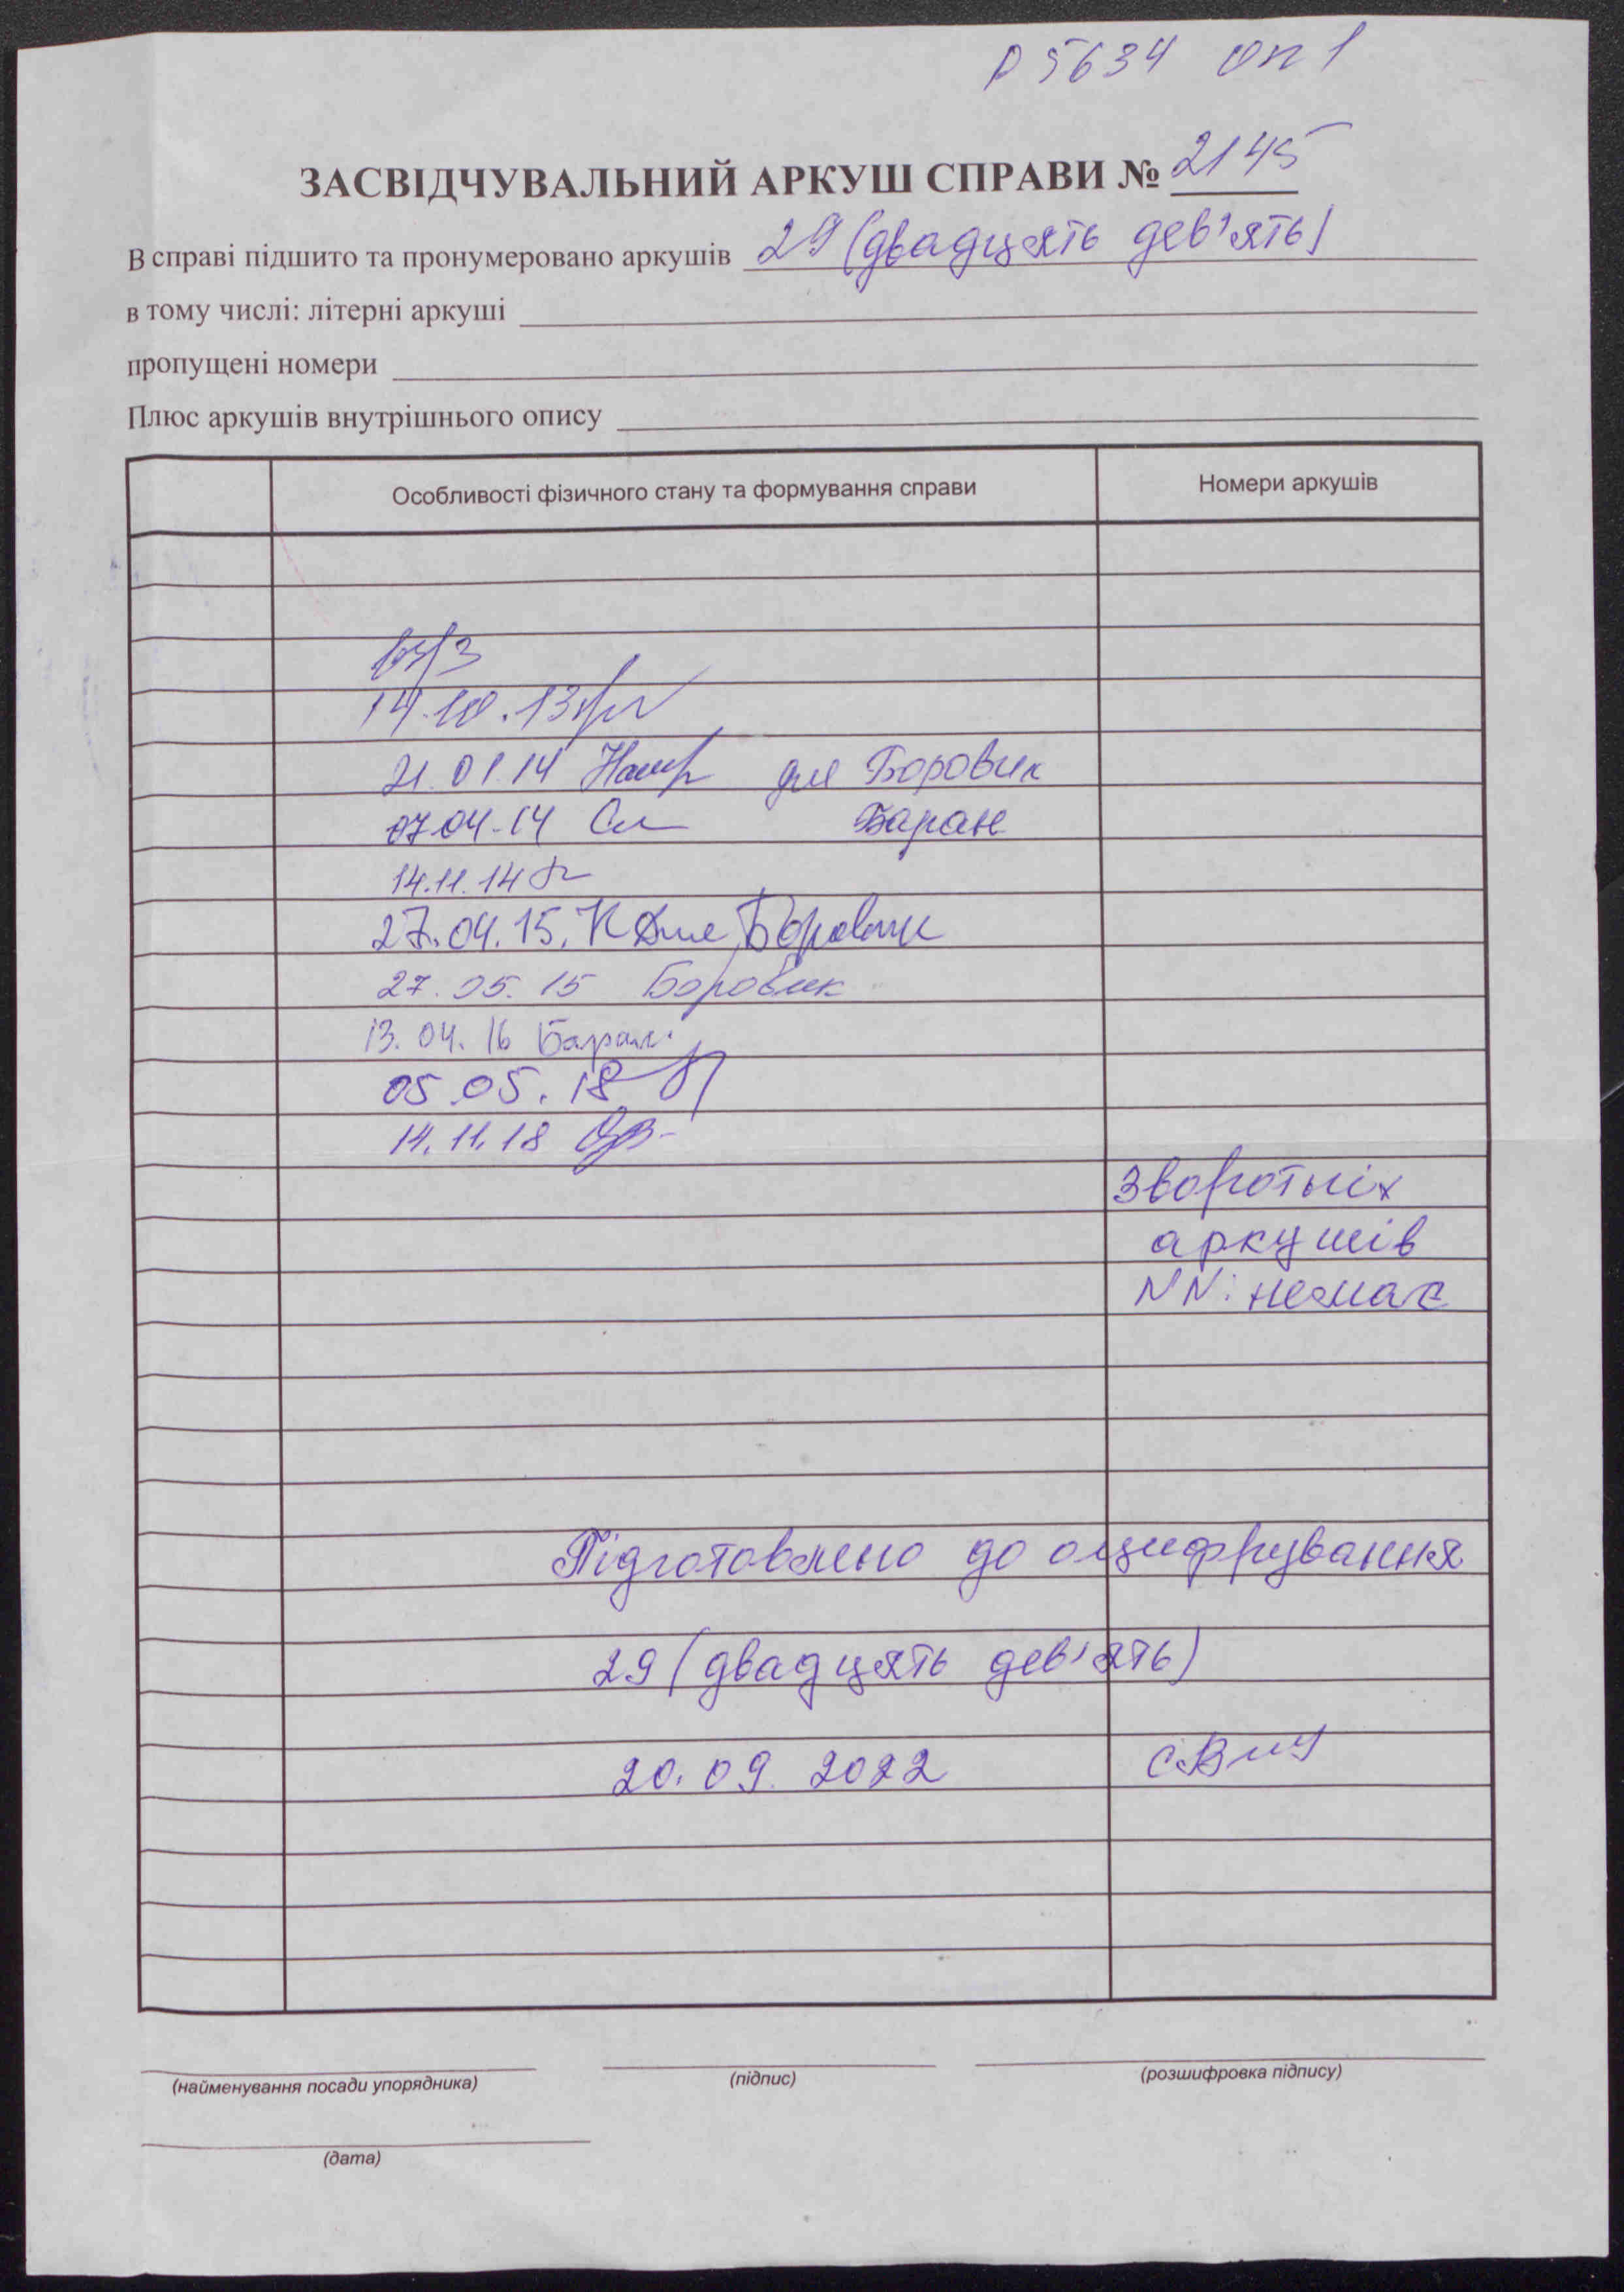 Р 5634 оп 1
ЗАСВІДЧУВАЛЬНИЙ АРКУШ СПРАВИ № 2145
В справі підшито та пронумеровано аркушів 29 (двадцять дев'ять)
в тому числі: літерні аркуші
пропущені номери
Плюс аркушів внутрішнього опису
Особливості фізичного стану та формування справи Номери аркушів
14.10.13
21.01.14 для Боровик
07.04.14 Баран
14.11.14
27.04.15. Боровик
27.05.15 Боровик
13.04.16 Баран
05.05.18
14.11.18
Зворотніх
аркушів
NN: немає
Підготовлено до оцифрування
29 (двадцять дев'ять)
20.09.2022
(найменування посади упорядника) (підпис) (розшифровка підпису)
(дата)